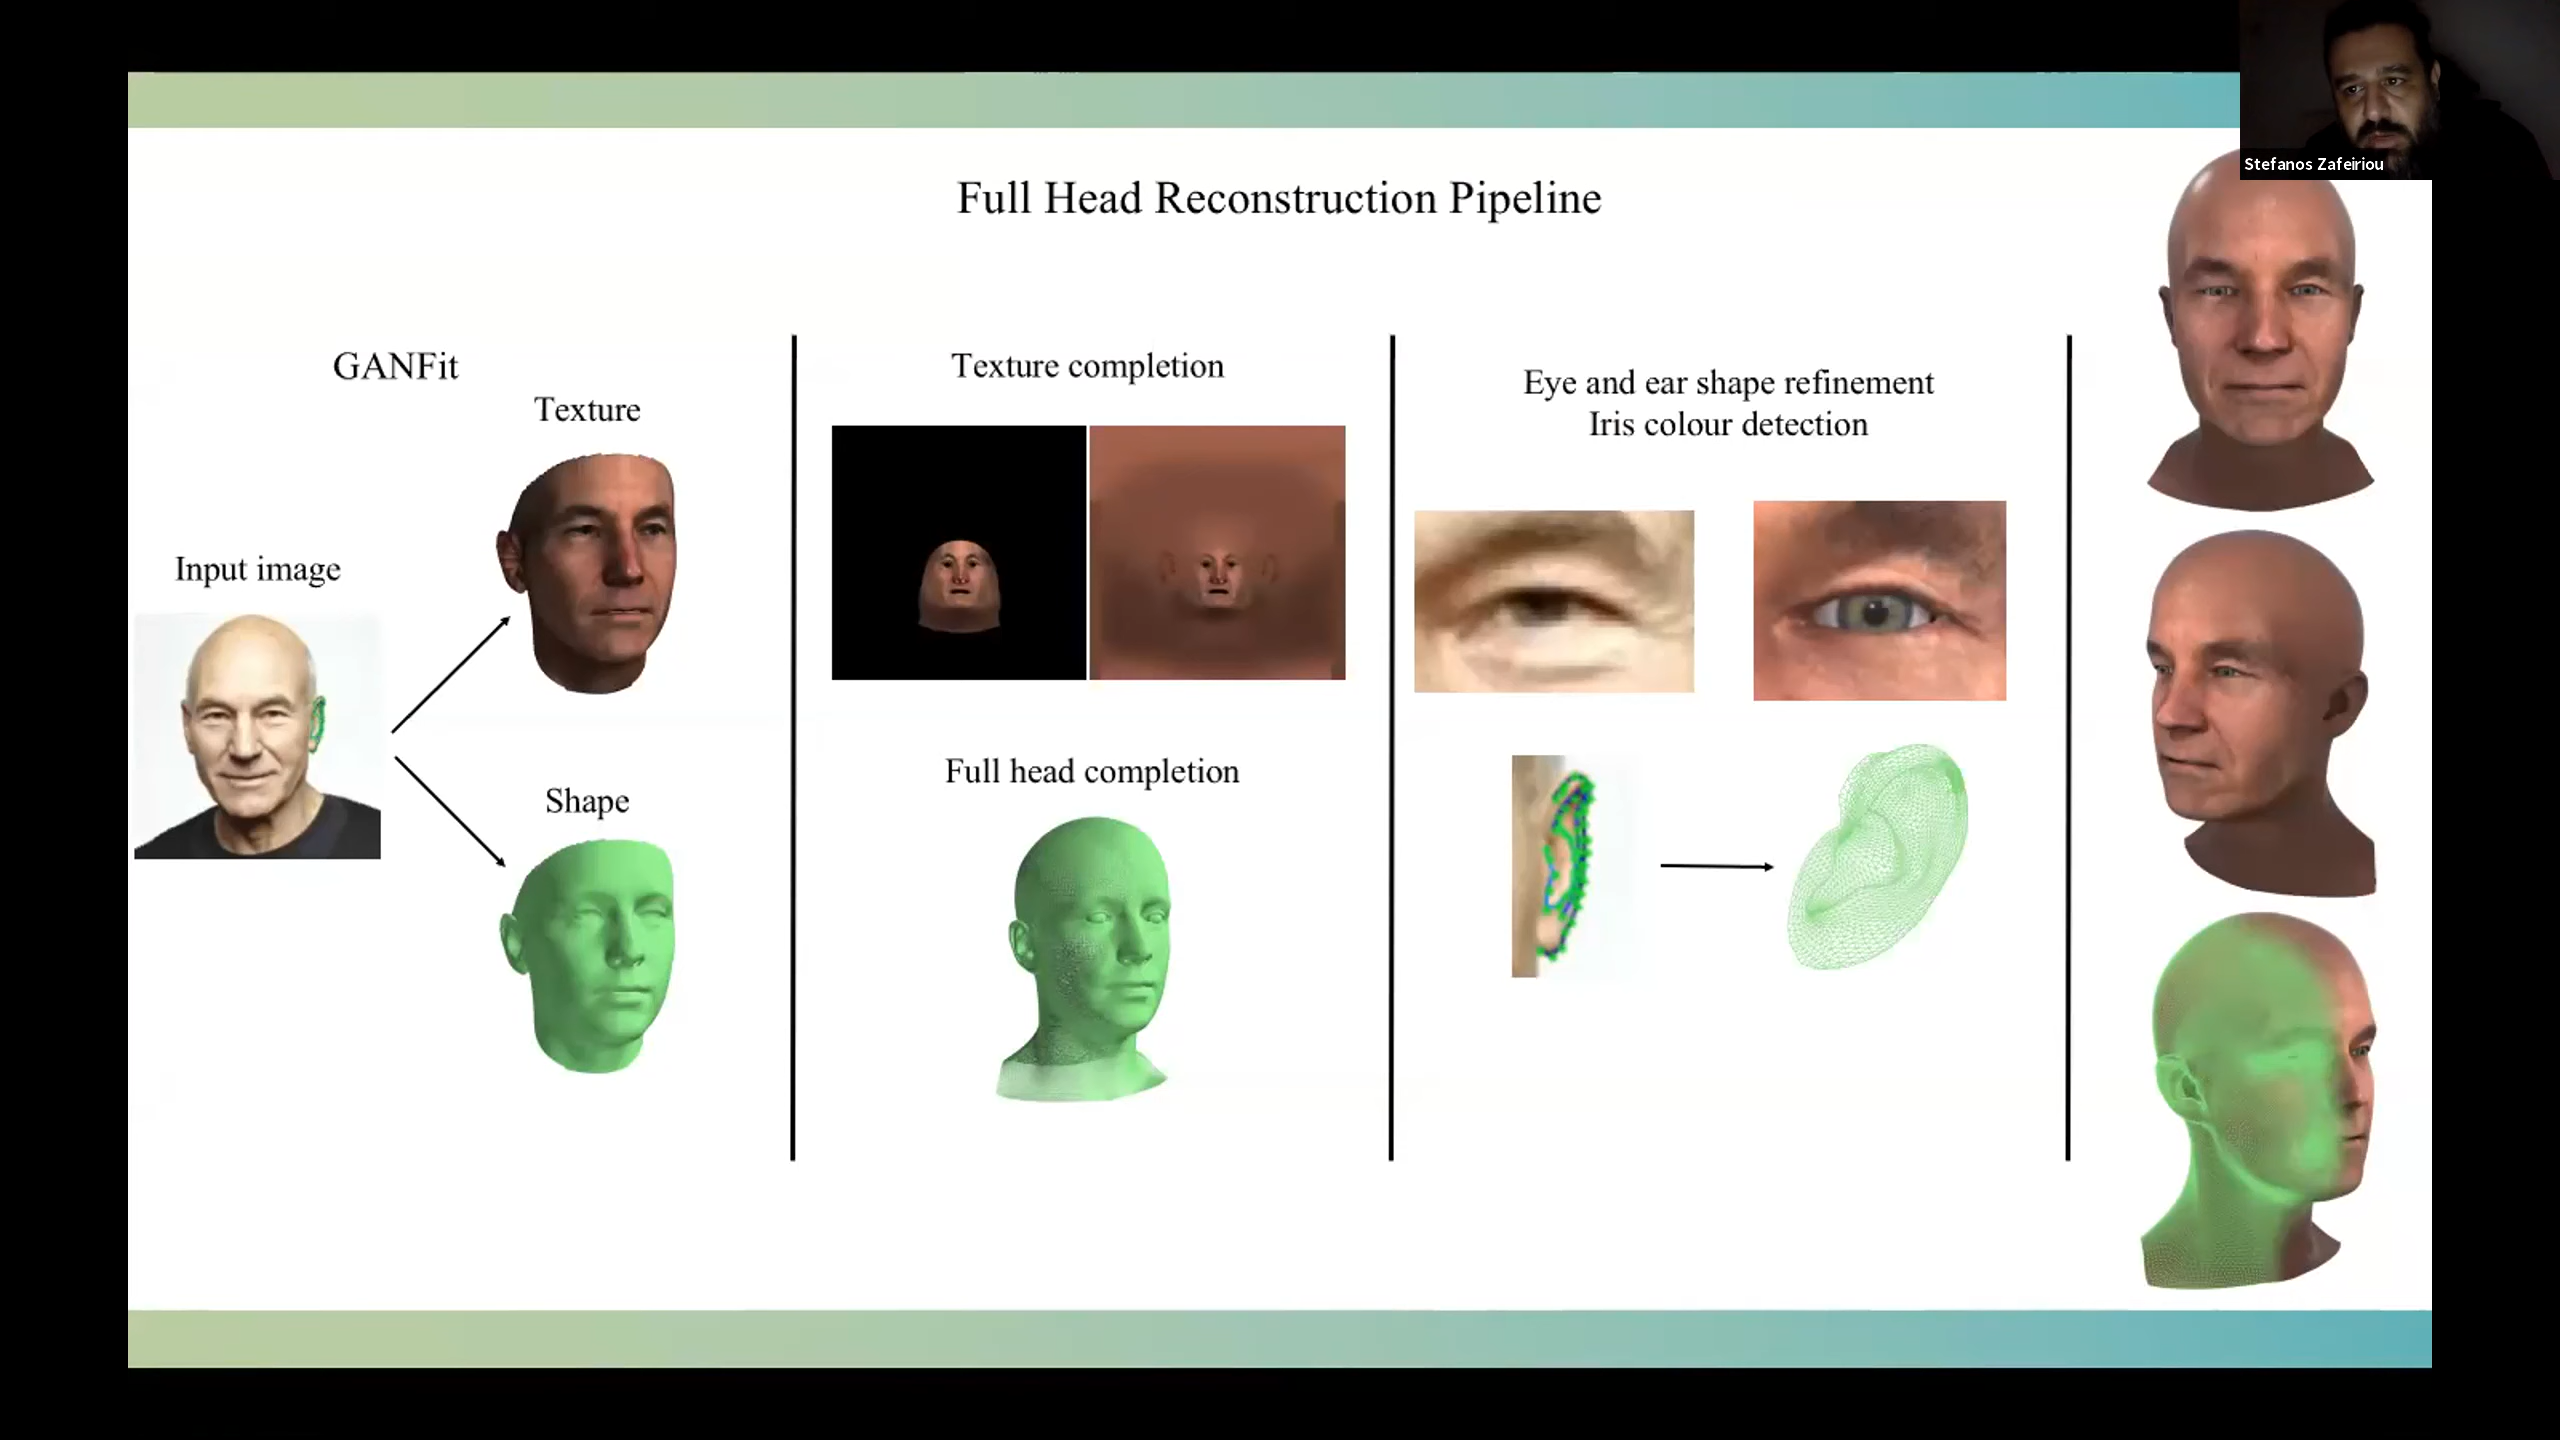 Stefanos Zafeiriou
Full Head Reconstruction Pipeline
GANFit
Texture
Input image
Shape
Texture completion
Full head completion
Eye and ear shape refinement
Iris colour detection